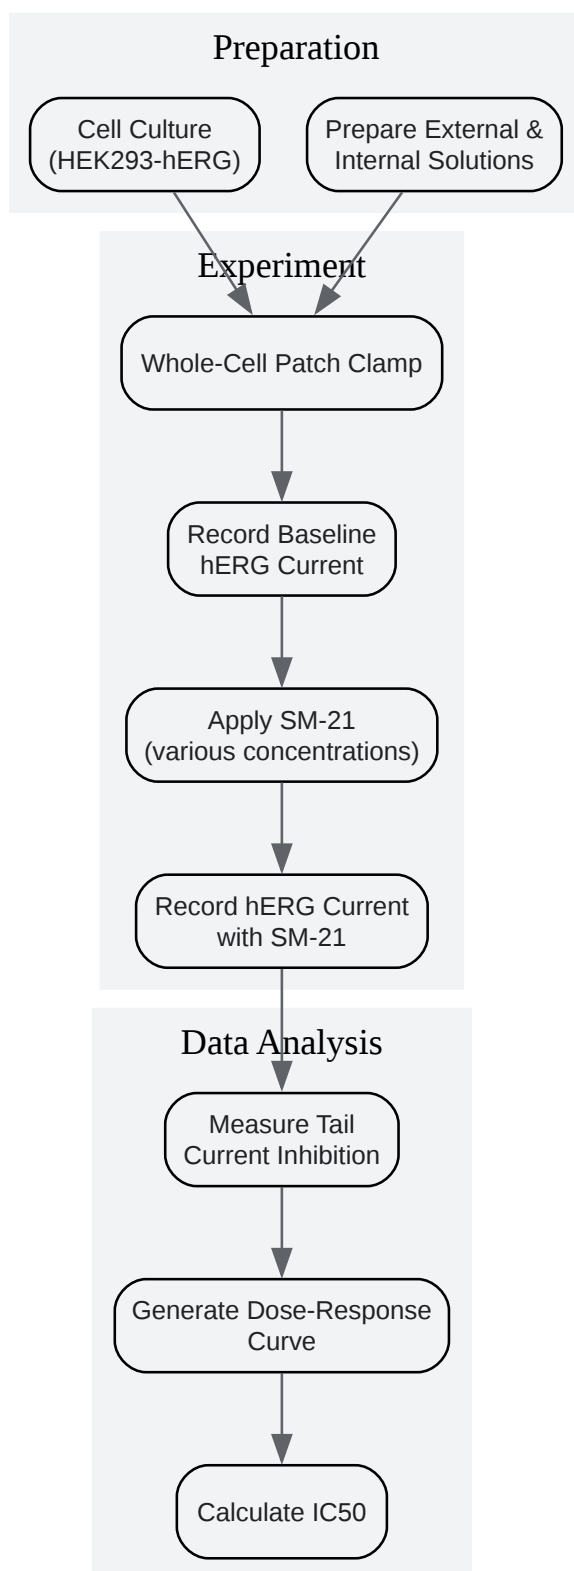 Preparation
Cell Culture
(HEK293-hERG)
Prepare External &
Internal Solutions
Experiment
Whole-Cell Patch Clamp
Record Baseline
hERG Current
Apply SM-21
(various concentrations)
Record hERG Current
with SM-21
Data Analysis
Measure Tail
Current Inhibition
Generate Dose-Response
Curve
Calculate IC50